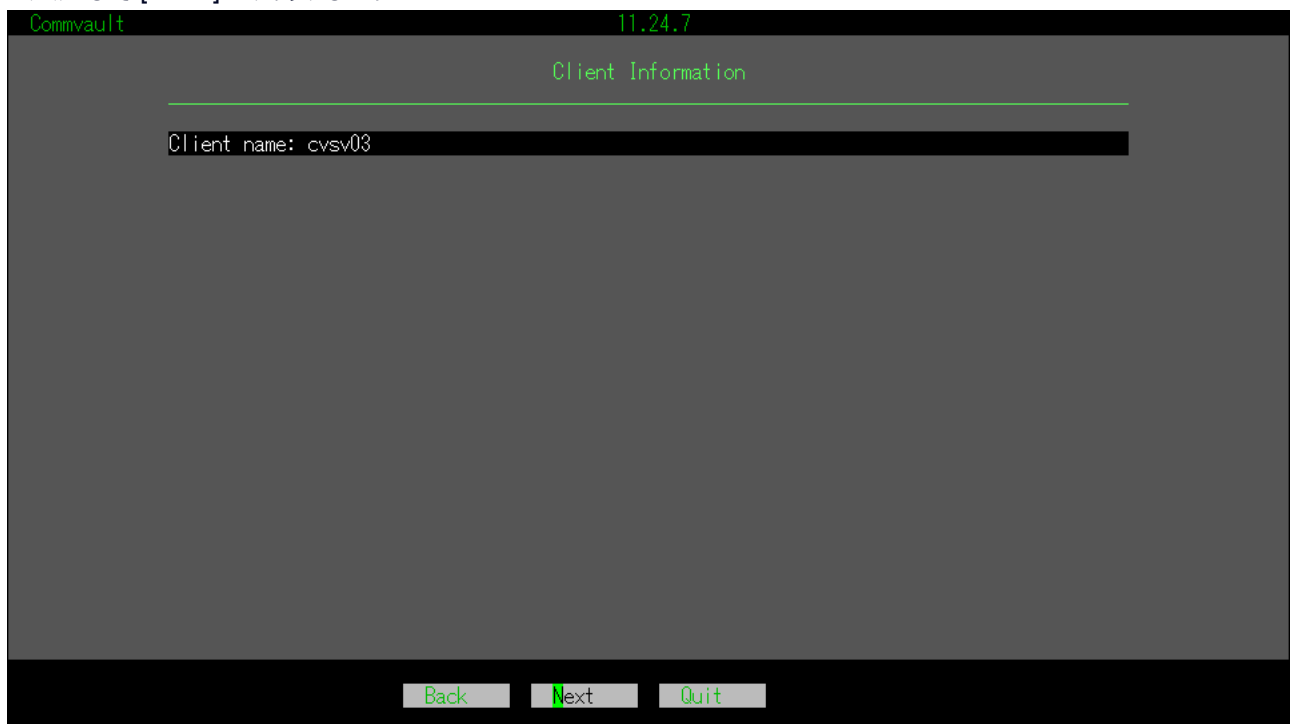 Commvault 11.24.7
Client Information
Client name: cvsv03
Back Next Quit